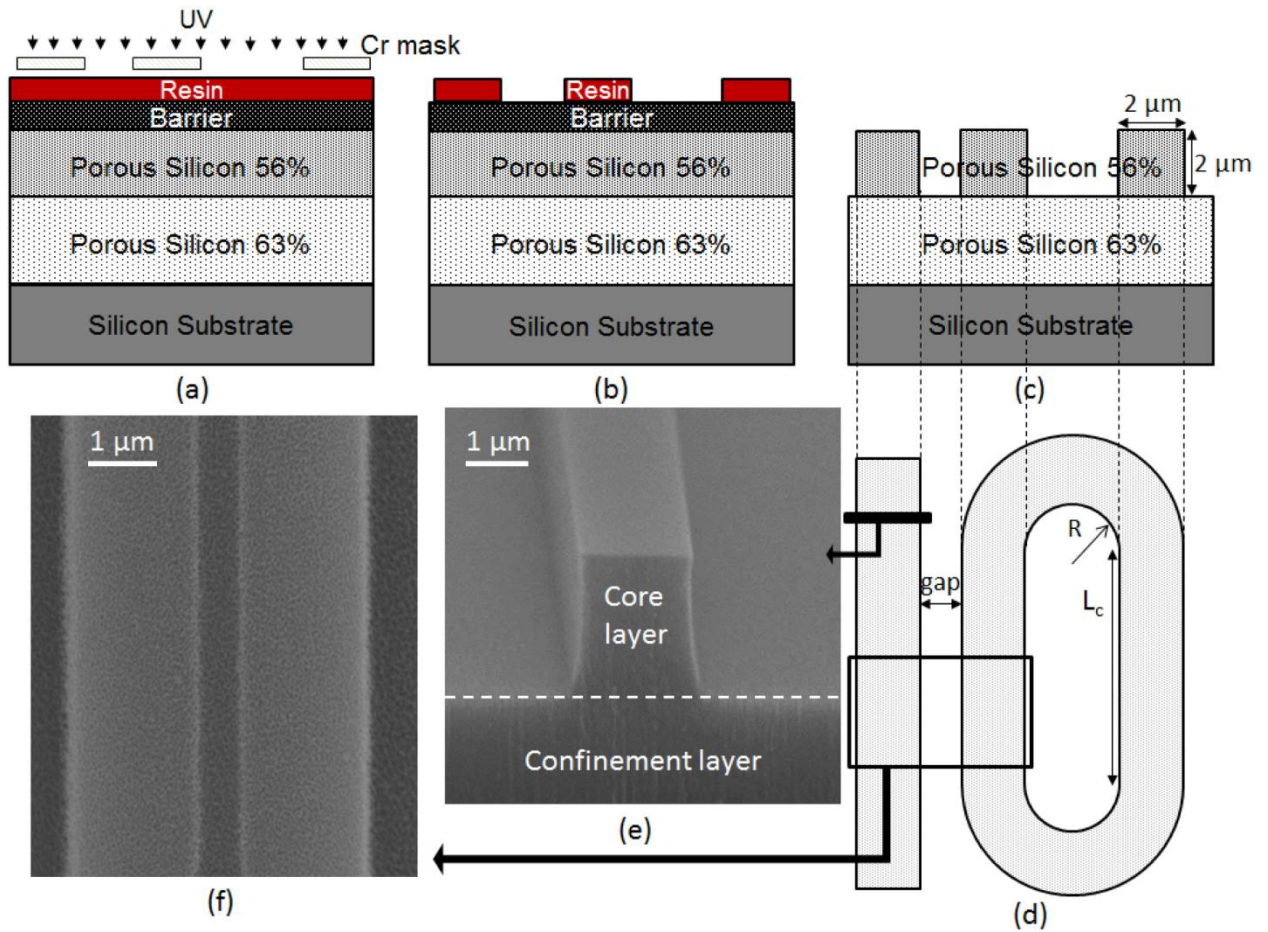 UV
Cr mask
Resin
Barrier
Porous Silicon 56%
Porous Silicon 63%
Silicon Substrate
(a)
Resin
Barrier
Porous Silicon 56%
Porous Silicon 63%
Silicon Substrate
(b)
2 µm
2 µm
Porous Silicon 56%
Porous Silicon 63%
Silicon Substrate
(c)
1 µm
(f)
1 µm
Core
layer
Confinement layer
(e)
R
gap
Lc
(d)